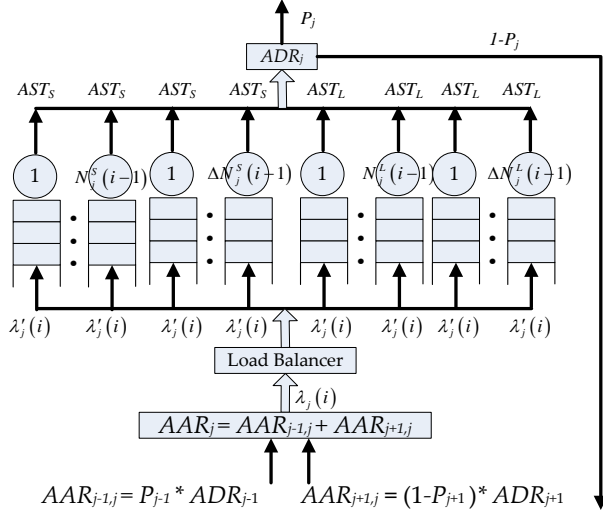 P_j
1-P_j
ADR_j
AST_S AST_S AST_S AST_S AST_L AST_L AST_L AST_L
1 N_j^S(i-1) 1 ΔN_j^S(i-1) 1 N_j^L(i-1) 1 ΔN_j^L(i-1)
λ'_j(i) λ'_j(i) λ'_j(i) λ'_j(i) λ'_j(i) λ'_j(i) λ'_j(i) λ'_j(i)
Load Balancer
λ_j(i)
AAR_j = AAR_{j-1,j} + AAR_{j+1,j}
AAR_{j-1,j} = P_{j-1} * ADR_{j-1} AAR_{j+1,j} = (1-P_{j+1}) * ADR_{j+1}